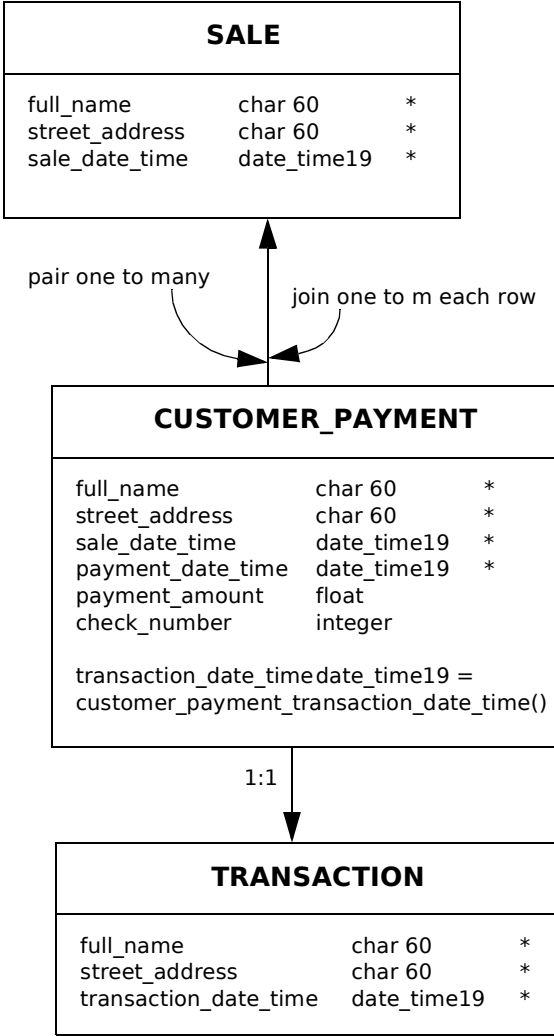 SALE
full_name char 60 *
street_address char 60 *
sale_date_time date_time19 *
pair one to many
join one to m each row
CUSTOMER_PAYMENT
full_name char 60 *
street_address char 60 *
sale_date_time date_time19 *
payment_date_time date_time19 *
payment_amount float
check_number integer
transaction_date_time date_time19 =
customer_payment_transaction_date_time()
1:1
TRANSACTION
full_name char 60 *
street_address char 60 *
transaction_date_time date_time19 *